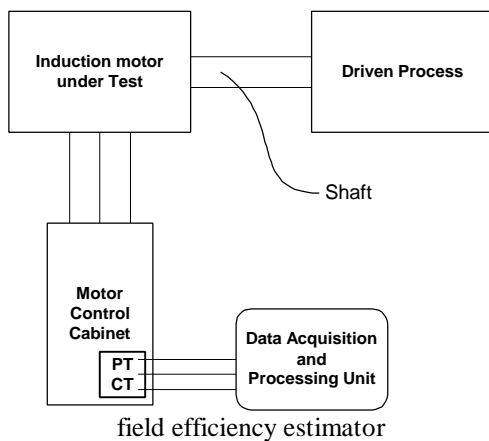 Induction motor
under Test
Driven Process
Shaft
Motor
Control
Cabinet
PT
CT
Data Acquisition
and
Processing Unit
field efficiency estimator